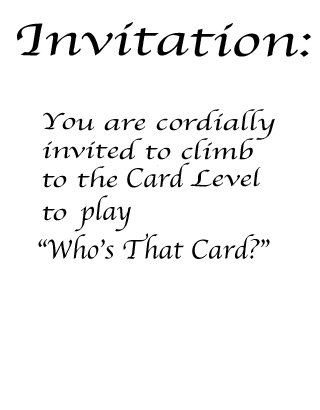 Invitation:
You are cordially
invited to climb
to the Card Level
to play
“Who's That Card?”